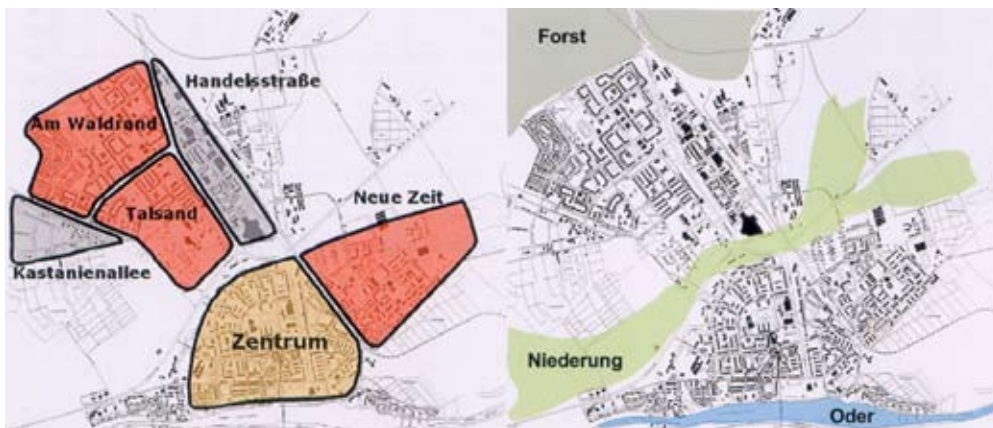 Handelsstraße
Am Waldrand
Talsand
Neue Zeit
Kastanienallee
Zentrum
Forst
Niederung
Oder